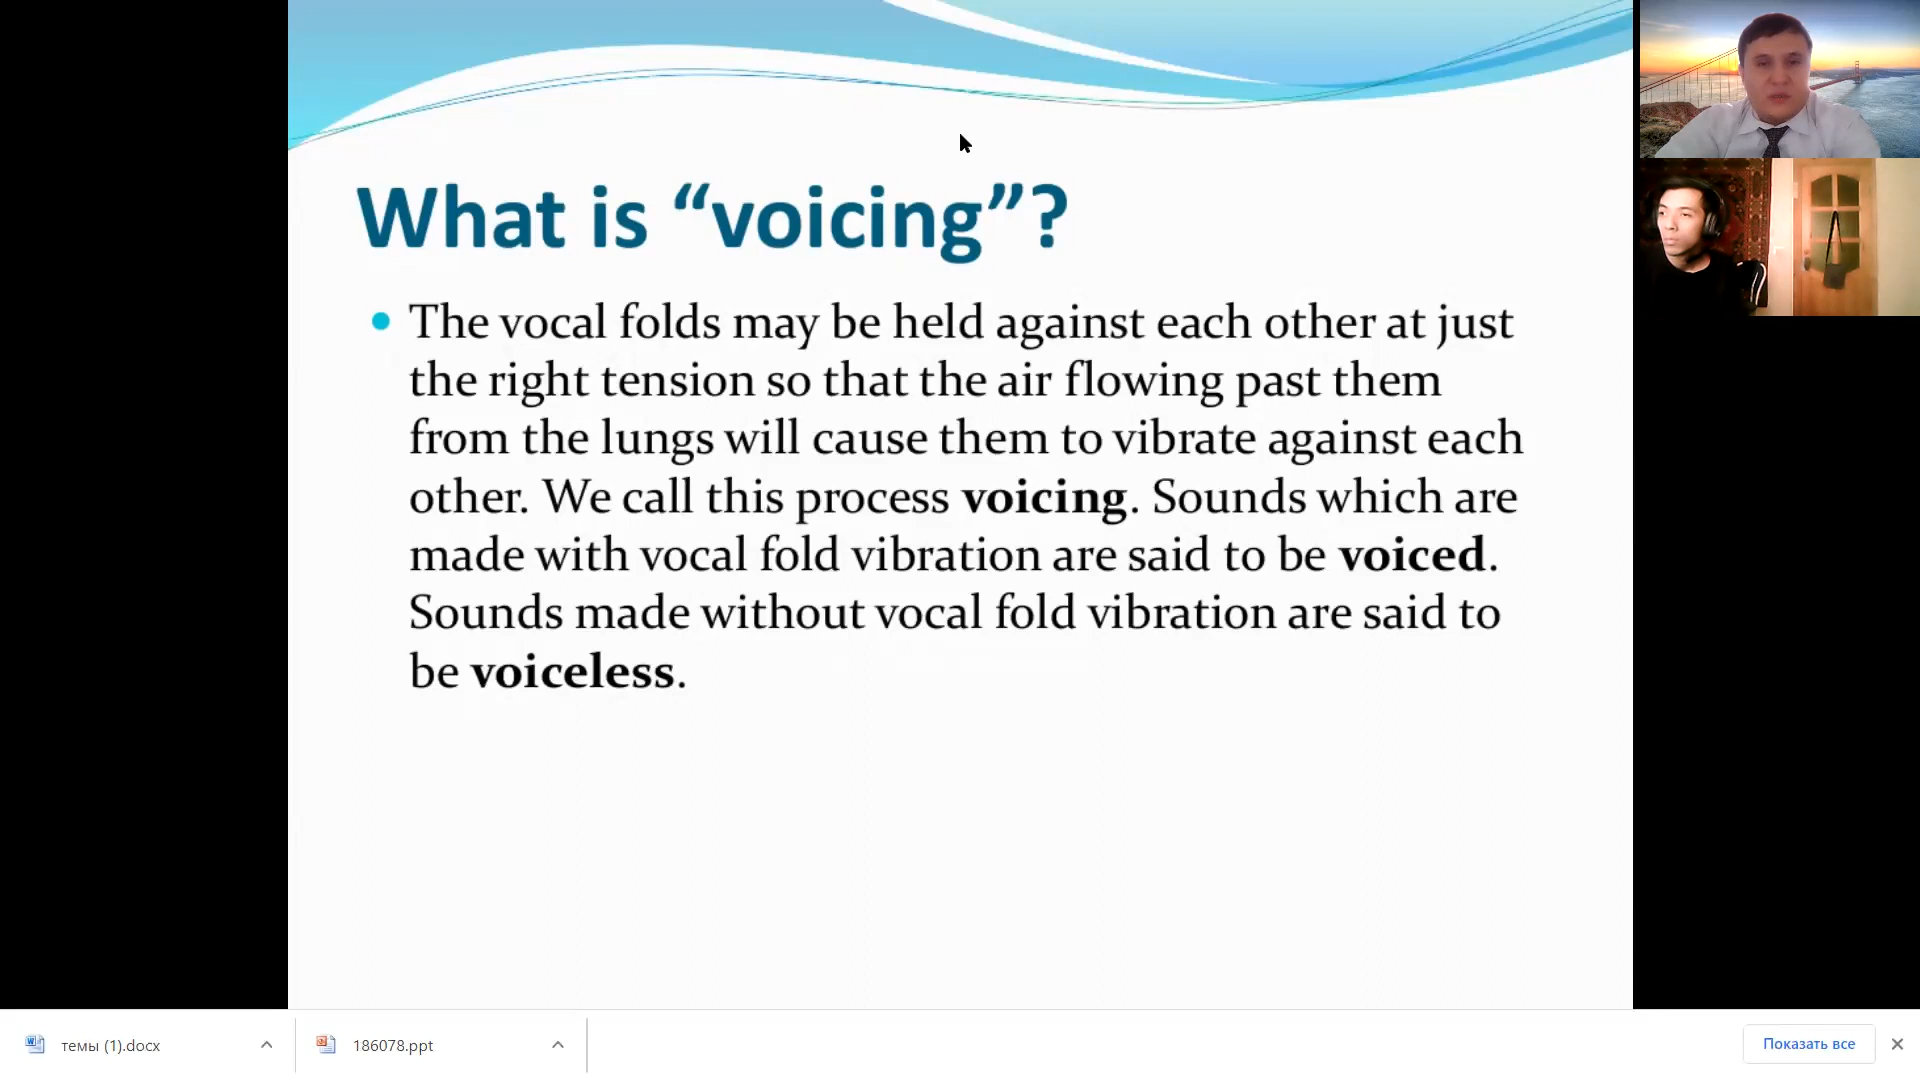 What is “voicing”?
The vocal folds may be held against each other at just
the right tension so that the air flowing past them
from the lungs will cause them to vibrate against each
other. We call this process voicing. Sounds which are
made with vocal fold vibration are said to be voiced.
Sounds made without vocal fold vibration are said to
be voiceless.
темы (1).docx
186078.ppt
Показать все